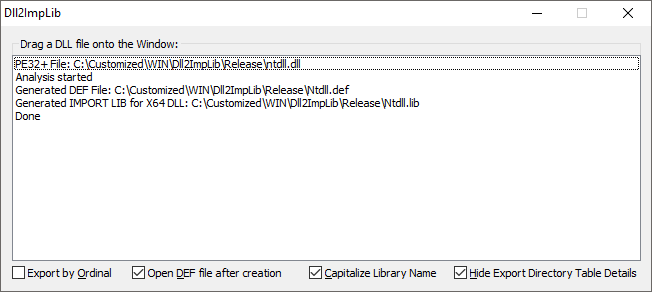 Dll2ImpLib
Drag a DLL file onto the Window:
PE32+ File: C:\Customized\WIN\Dll2ImpLib\Release\ntdll.dll
Analysis started
Generated DEF File: C:\Customized\WIN\Dll2ImpLib\Release\Ntdll.def
Generated IMPORT LIB for X64 DLL: C:\Customized\WIN\Dll2ImpLib\Release\Ntdll.lib
Done
Export by Ordinal Open DEF file after creation Capitalize Library Name Hide Export Directory Table Details